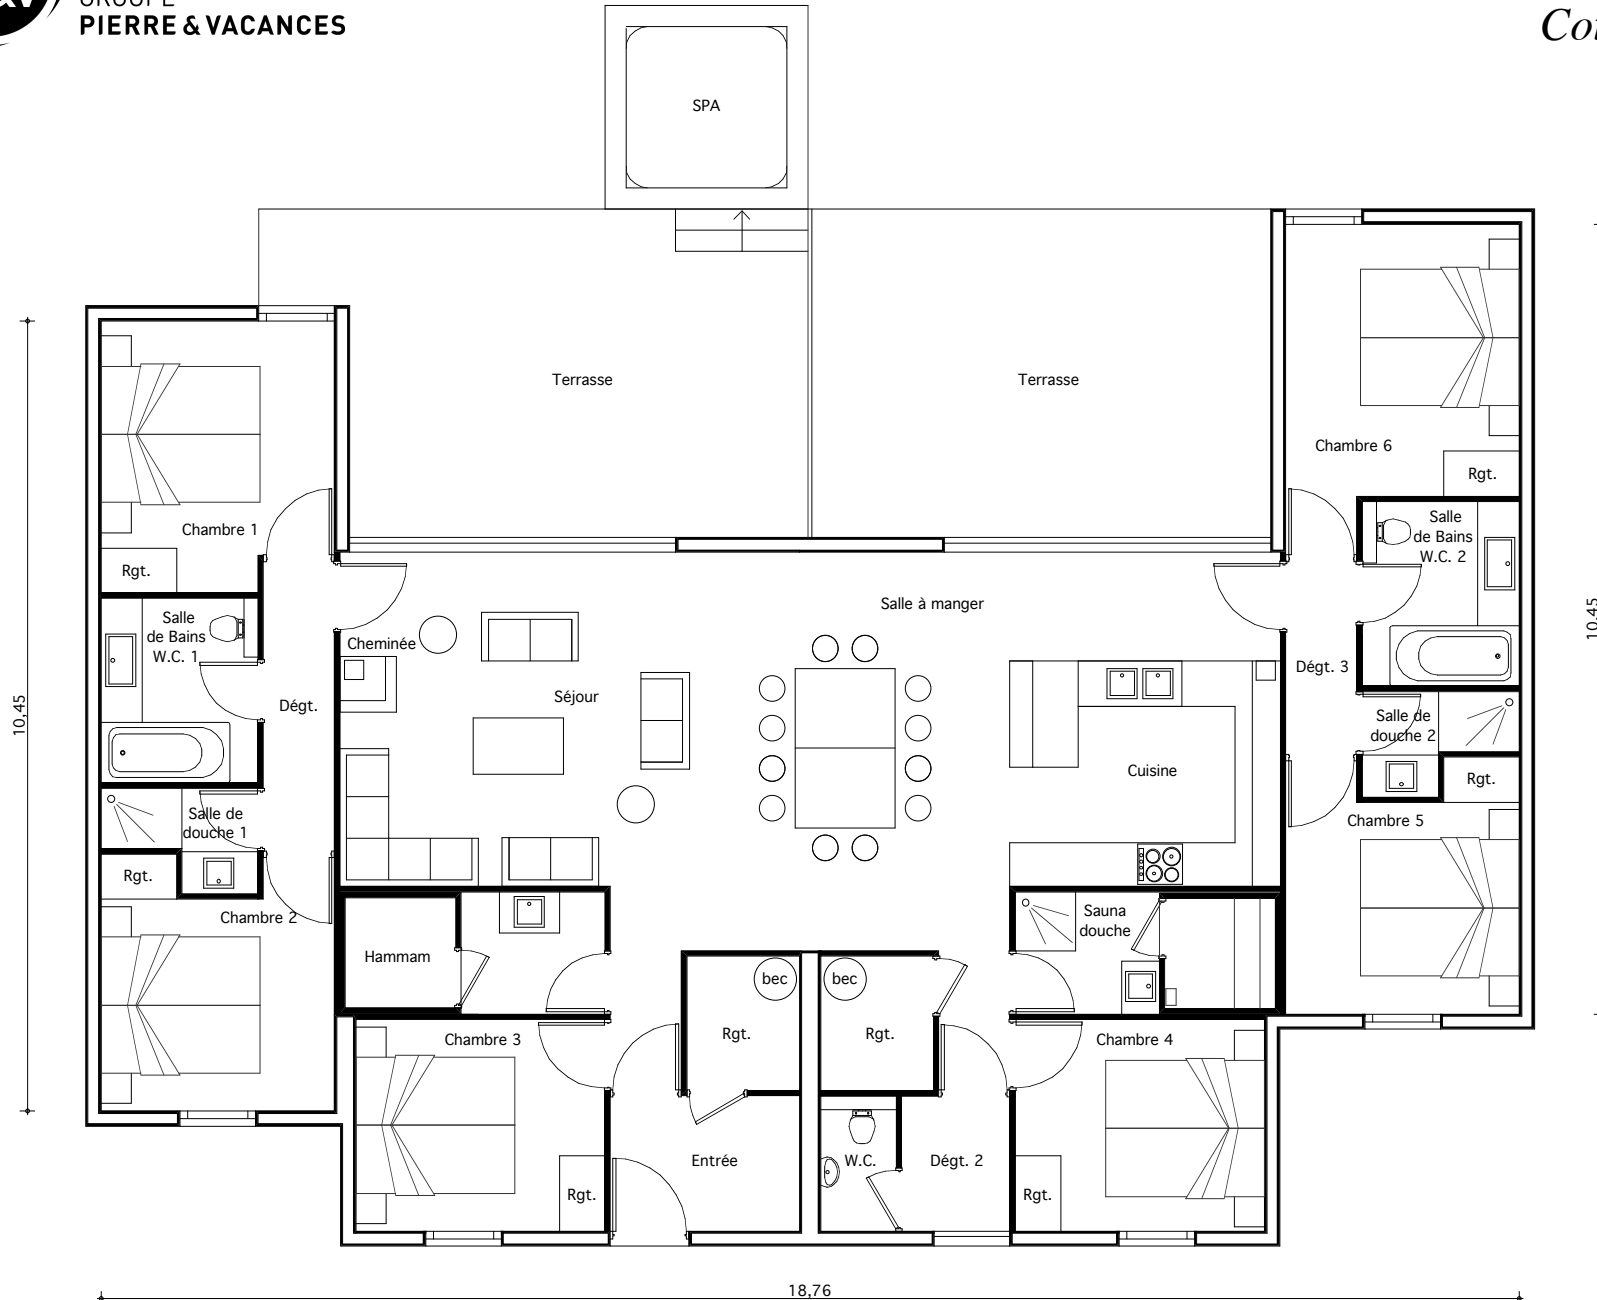 GROUPE
PIERRE & VACANCES
SPA
Terrasse
Terrasse
Chambre 6
Rgt.
Chambre 1
Rgt.
Salle
de Bains
W.C. 2
Salle à manger
Salle
de Bains
W.C. 1
Cheminée
Séjour
Dégt.
Dégt. 3
10,45
10,45
Salle de
douche 2
Cuisine
Rgt.
Chambre 5
Salle de
douche 1
Rgt.
Chambre 2
Hammam
Sauna
douche
bec
bec
Rgt.
Rgt.
Chambre 3
Chambre 4
Entrée
W.C.
Dégt. 2
Rgt.
Rgt.
18,76